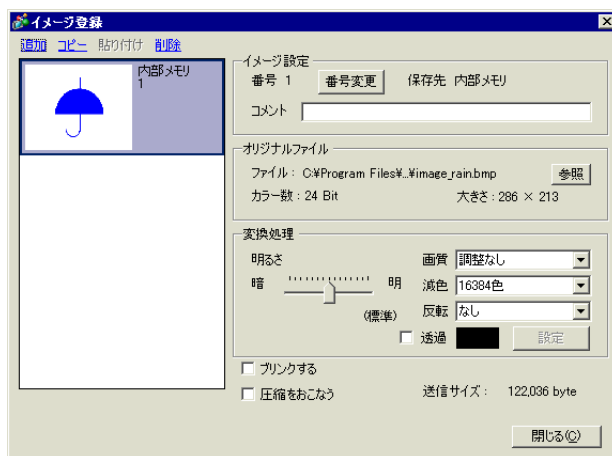 イメージ登録
追加 コピー 貼り付け 削除
内部メモリ
1
イメージ設定
番号 1 番号変更 保存先 内部メモリ
コメント
オリジナルファイル
ファイル : C:¥Program Files¥...¥image_rain.bmp 参照
カラー数 : 24 Bit 大きさ : 286 × 213
変換処理
明るさ 画質 調整なし
暗 明 減色 16384色
(標準) 反転 なし
透過 設定
ブリンクする
圧縮をおこなう 送信サイズ : 122,036 byte
閉じる(C)